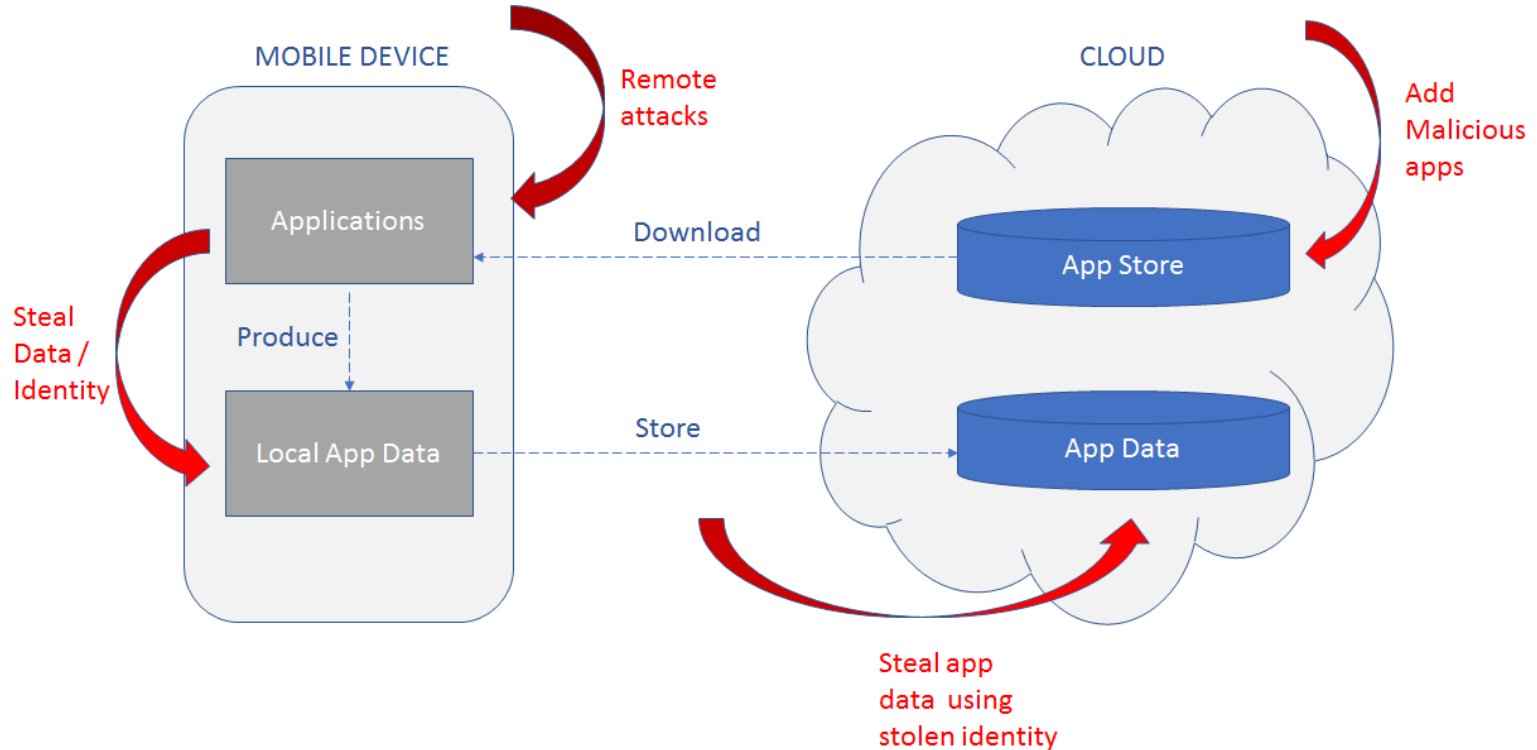 MOBILE DEVICE
CLOUD
Remote
attacks
Add
Malicious
apps
Applications
Download
App Store
Steal
Data /
Identity
Produce
Local App Data
Store
App Data
Steal app
data using
stolen identity